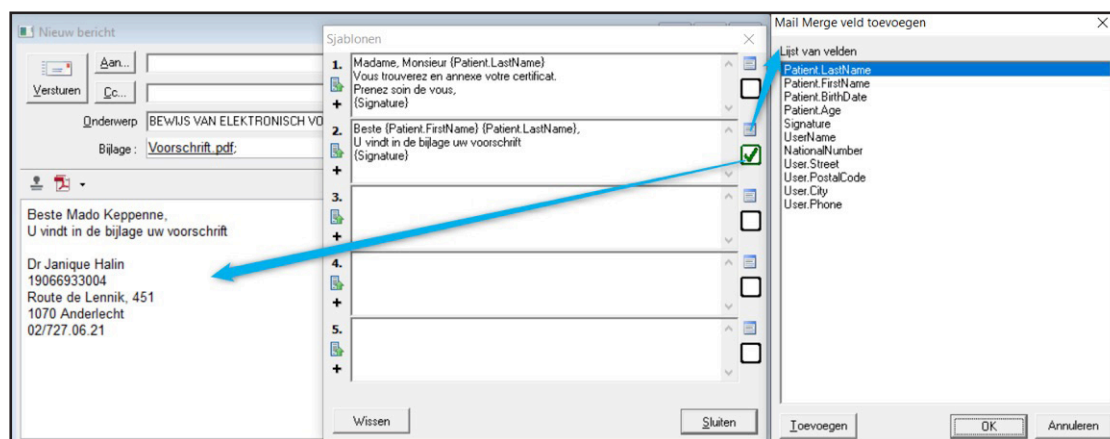 Nieuw bericht
Versturen
Aan...
Cc...
Onderwerp BEWIJS VAN ELEKTRONISCH VO
Bijlage : Voorschrift.pdf;
Beste Mado Keppenne,
U vindt in de bijlage uw voorschrift
Dr Janique Halin
19066933004
Route de Lennik, 451
1070 Anderlecht
02/727.06.21
Sjablonen
1. Madame, Monsieur {Patient.LastName}
Vous trouverez en annexe votre certificat.
Prenez soin de vous,
+ {Signature}
2. Beste {Patient.FirstName} {Patient.LastName},
U vindt in de bijlage uw voorschrift
{Signature}
+
3.
+
4.
+
5.
+
Wissen
Sluiten
Mail Merge veld toevoegen
Lijst van velden
Patient.LastName
Patient.FirstName
Patient.BirthDate
Patient.Age
Signature
UserName
NationalNumber
User.Street
User.PostalCode
User.City
User.Phone
Toevoegen
OK
Annuleren